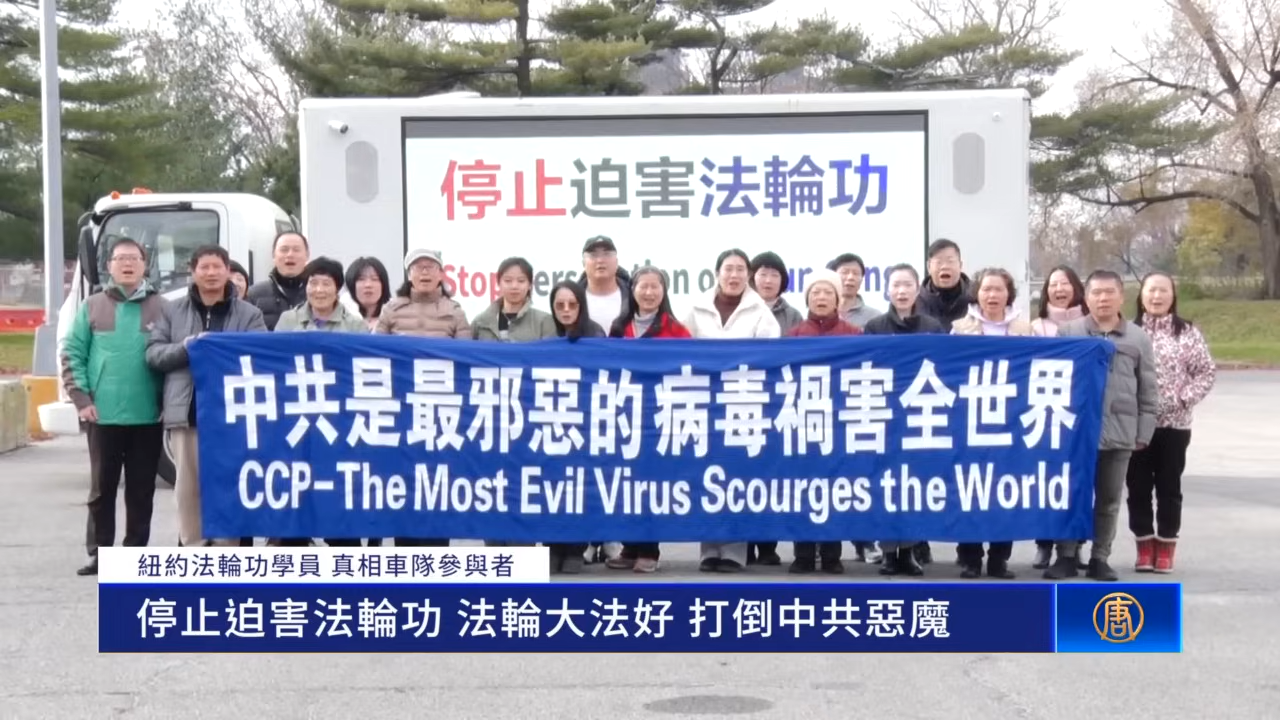 停止迫害法輪功
Stop
中共是最邪惡的病毒禍害全世界
CCP-The Most Evil Virus Scourges the World
紐約法輪功學員 真相車隊參與者
停止迫害法輪功 法輪大法好 打倒中共惡魔
唐